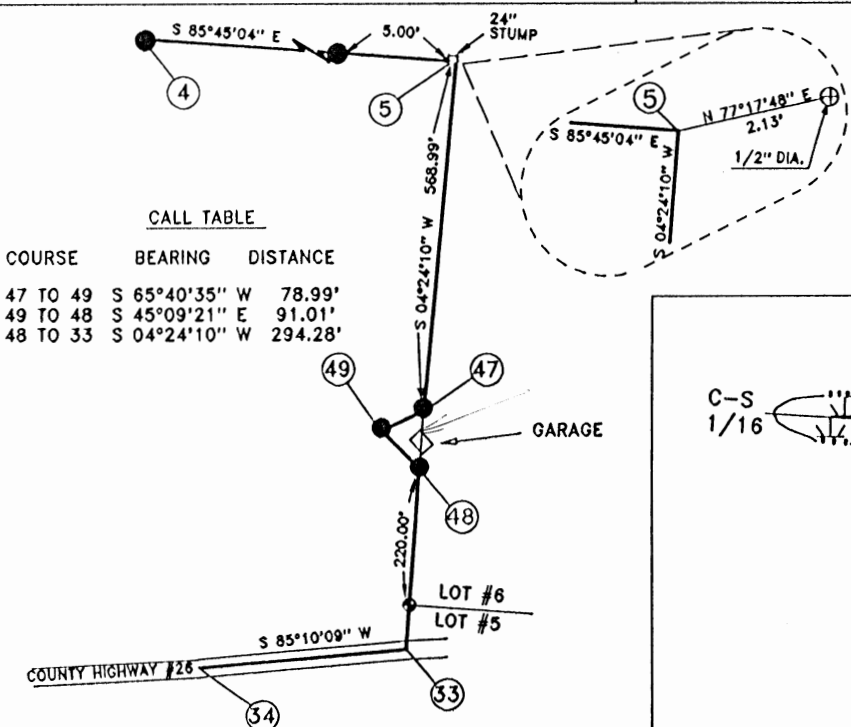 S 85°45'04" E
5.00'
24"
STUMP
4
5
568.99'
S 04°24'10" W
5
N 77°17'48" E
2.13'
S 85°45'04" E
1/2" DIA.
S 04°24'10" W
CALL TABLE
COURSE BEARING DISTANCE
47 TO 49 S 65°40'35" W 78.99'
49 TO 48 S 45°09'21" E 91.01'
48 TO 33 S 04°24'10" W 294.28'
49
47
GARAGE
48
220.00'
LOT #6
LOT #5
S 85°10'09" W
COUNTY HIGHWAY #26
33
34
C-S
1/16